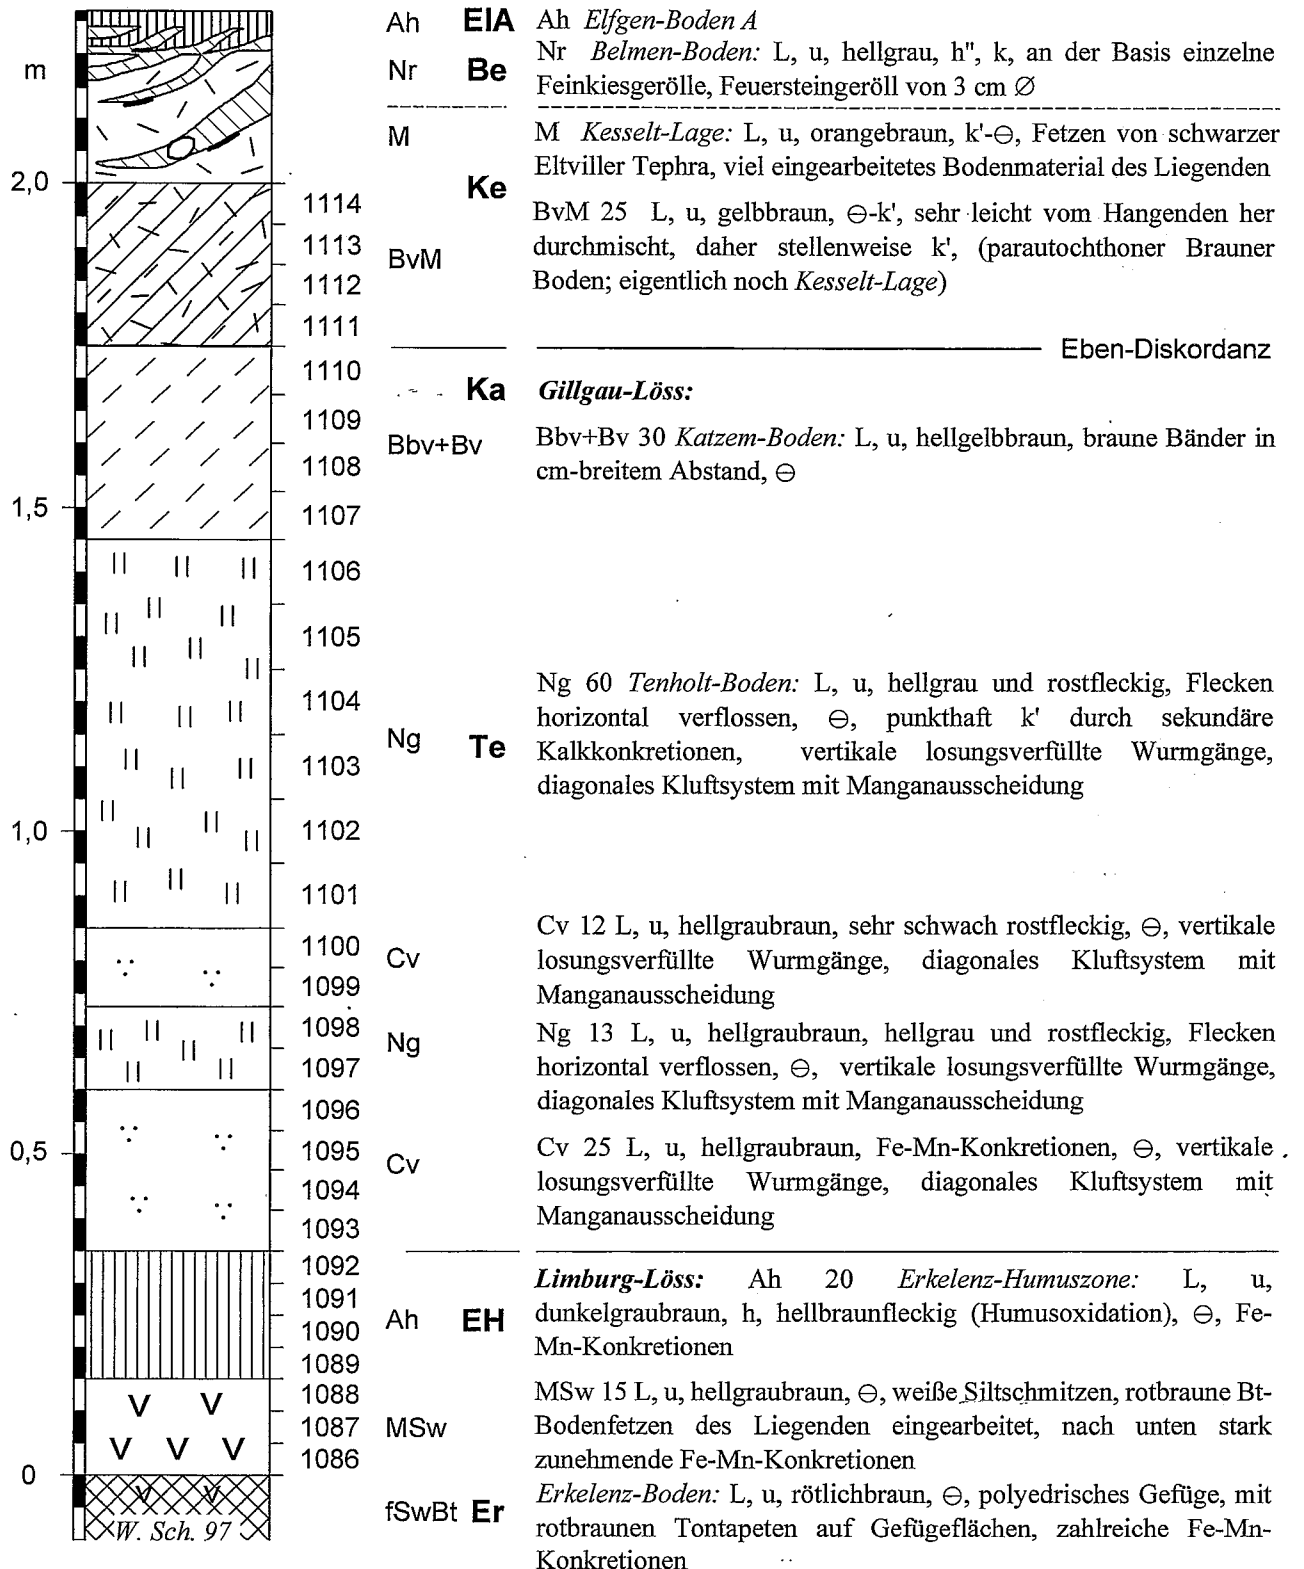 Ah EIA Ah Elfgen-Boden A
m Nr Be Nr Belmen-Boden: L, u, hellgrau, h", k, an der Basis einzelne
Feinkiesgerölle, Feuersteingeröll von 3 cm Ø
M M Kesselt-Lage: L, u, orangebraun, k'-⊖, Fetzen von schwarzer
Eltviller Tephra, viel eingearbeitetes Bodenmaterial des Liegenden
2,0 Ke
1114 BvM 25 L, u, gelbbraun, ⊖-k', sehr leicht vom Hangenden her
1113 BvM durchmischt, daher stellenweise k', (parautochthoner Brauner
1112 Boden; eigentlich noch Kesselt-Lage)
1111
Eben-Diskordanz
1110 Ka Gillgau-Löss:
1109 Bbv+Bv Bbv+Bv 30 Katzem-Boden: L, u, hellgelbbraun, braune Bänder in
1108 cm-breitem Abstand, ⊖
1,5 1107
1106
1105
1104 Ng 60 Tenholt-Boden: L, u, hellgrau und rostfleckig, Flecken
horizontal verflossen, ⊖, punkthaft k' durch sekundäre
1103 Ng Te Kalkkonkretionen, vertikale losungsverfüllte Wurmgänge,
diagonales Kluftsystem mit Manganausscheidung
1,0 1102
1101
1100 Cv Cv 12 L, u, hellgraubraun, sehr schwach rostfleckig, ⊖, vertikale
1099 losungsverfüllte Wurmgänge, diagonales Kluftsystem mit
Manganausscheidung
1098 Ng Ng 13 L, u, hellgraubraun, hellgrau und rostfleckig, Flecken
1097 horizontal verflossen, ⊖, vertikale losungsverfüllte Wurmgänge,
diagonales Kluftsystem mit Manganausscheidung
1096
0,5 1095 Cv Cv 25 L, u, hellgraubraun, Fe-Mn-Konkretionen, ⊖, vertikale
1094 losungsverfüllte Wurmgänge, diagonales Kluftsystem mit
1093 Manganausscheidung
1092 Limburg-Löss: Ah 20 Erkelenz-Humuszone: L, u,
1091 Ah EH dunkelgraubraun, h, hellbraunfleckig (Humusoxidation), ⊖, Fe-
1090 Mn-Konkretionen
1089
1088 MSw MSw 15 L, u, hellgraubraun, ⊖, weiße Siltschmitzen, rotbraune Bt-
1087 Bodenfetzen des Liegenden eingearbeitet, nach unten stark
1086 zunehmende Fe-Mn-Konkretionen
0 fSwBt Er Erkelenz-Boden: L, u, rötlichbraun, ⊖, polyedrisches Gefüge, mit
rotbraunen Tontapeten auf Gefügeflächen, zahlreiche Fe-Mn-
Konkretionen
W. Sch. 97